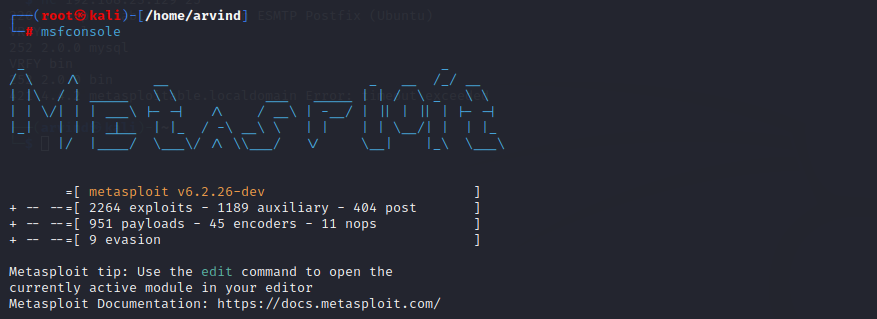 ┌──(root㉿kali)-[/home/arvind]
└─# msfconsole
=[ metasploit v6.2.26-dev ]
+ -- --=[ 2264 exploits - 1189 auxiliary - 404 post ]
+ -- --=[ 951 payloads - 45 encoders - 11 nops ]
+ -- --=[ 9 evasion ]
Metasploit tip: Use the edit command to open the
currently active module in your editor
Metasploit Documentation: https://docs.metasploit.com/